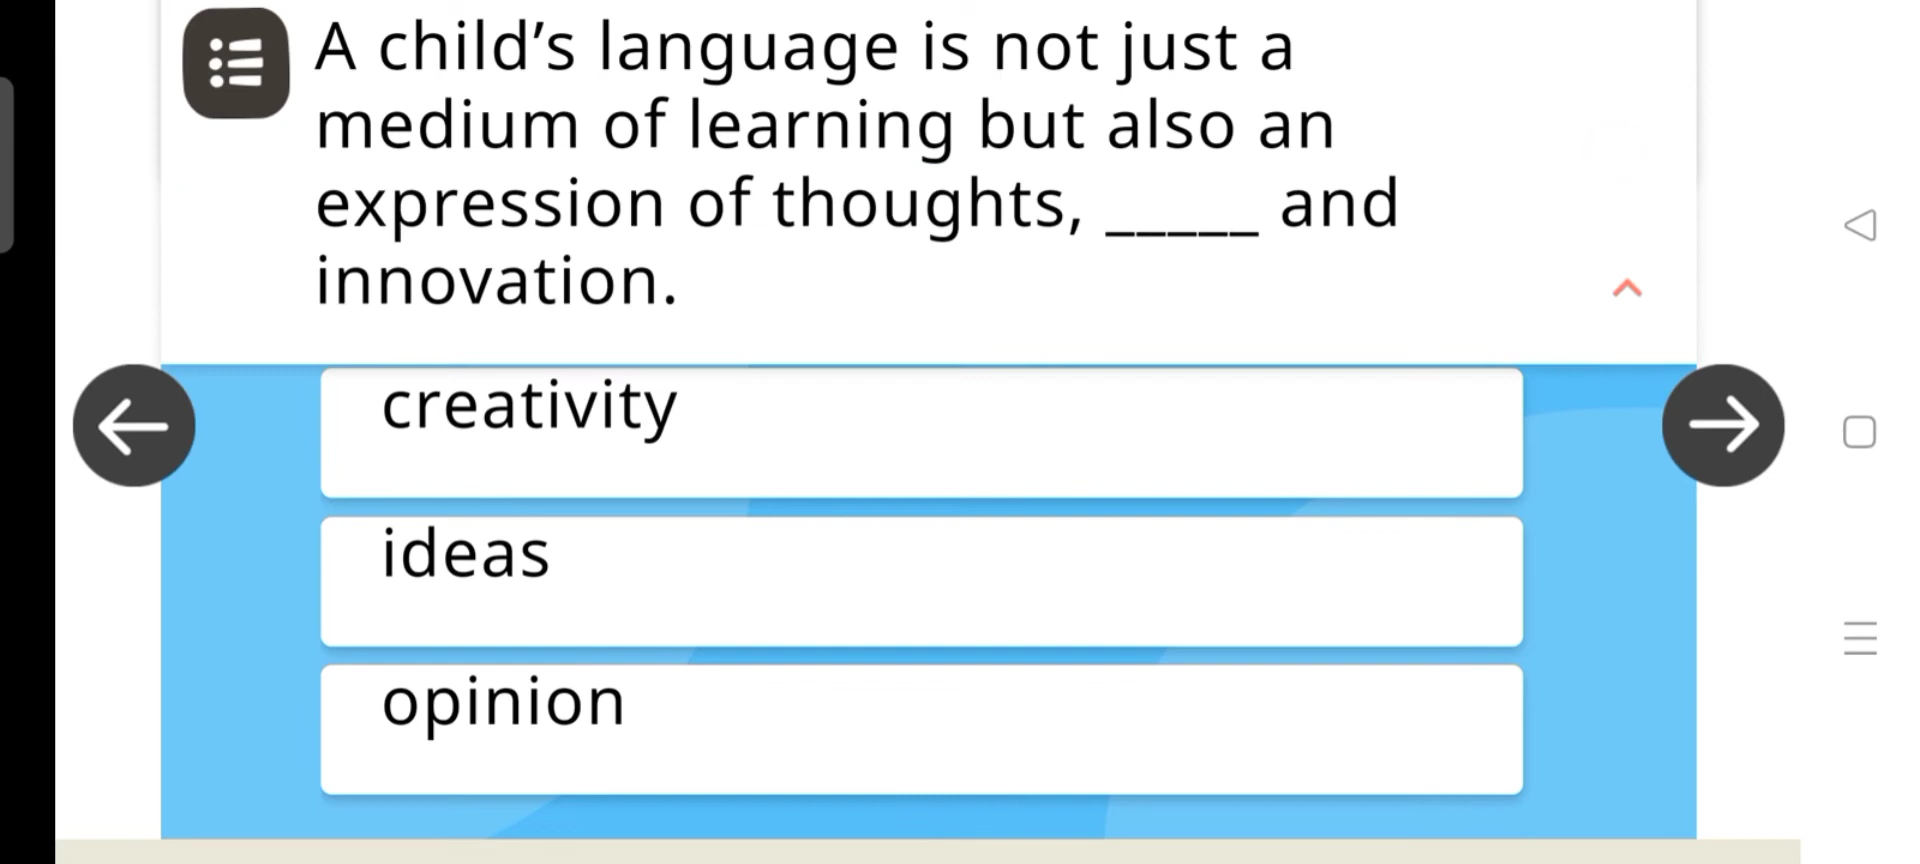 A child’s language is not just a
medium of learning but also an
expression of thoughts, _____ and
innovation.
creativity
ideas
opinion